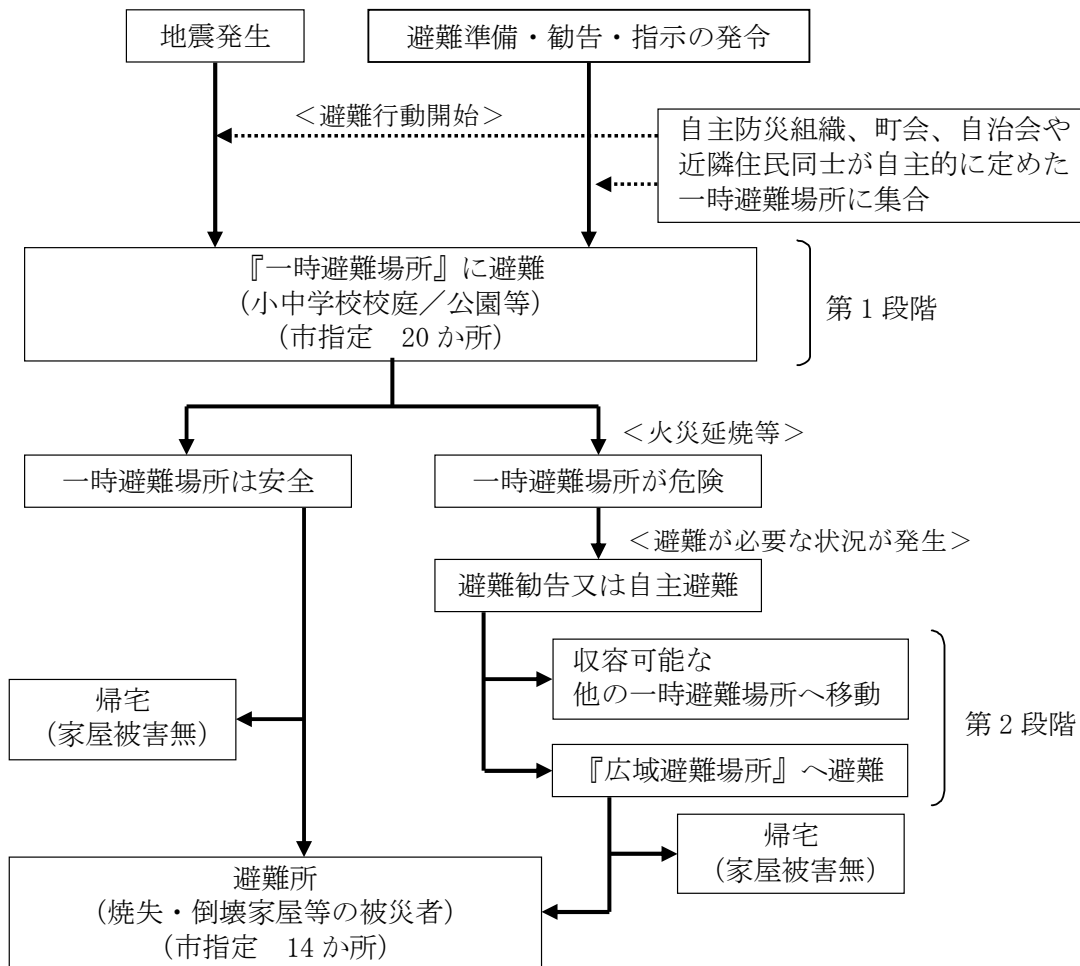 地震発生
避難準備・勧告・指示の発令
＜避難行動開始＞
自主防災組織、町会、自治会や
近隣住民同士が自主的に定めた
一時避難場所に集合
『一時避難場所』に避難
（小中学校校庭／公園等）
（市指定　20 か所）
第 1 段階
＜火災延焼等＞
一時避難場所は安全
一時避難場所が危険
＜避難が必要な状況が発生＞
避難勧告又は自主避難
収容可能な
他の一時避難場所へ移動
帰宅
（家屋被害無）
第 2 段階
『広域避難場所』へ避難
帰宅
（家屋被害無）
避難所
（焼失・倒壊家屋等の被災者）
（市指定　14 か所）